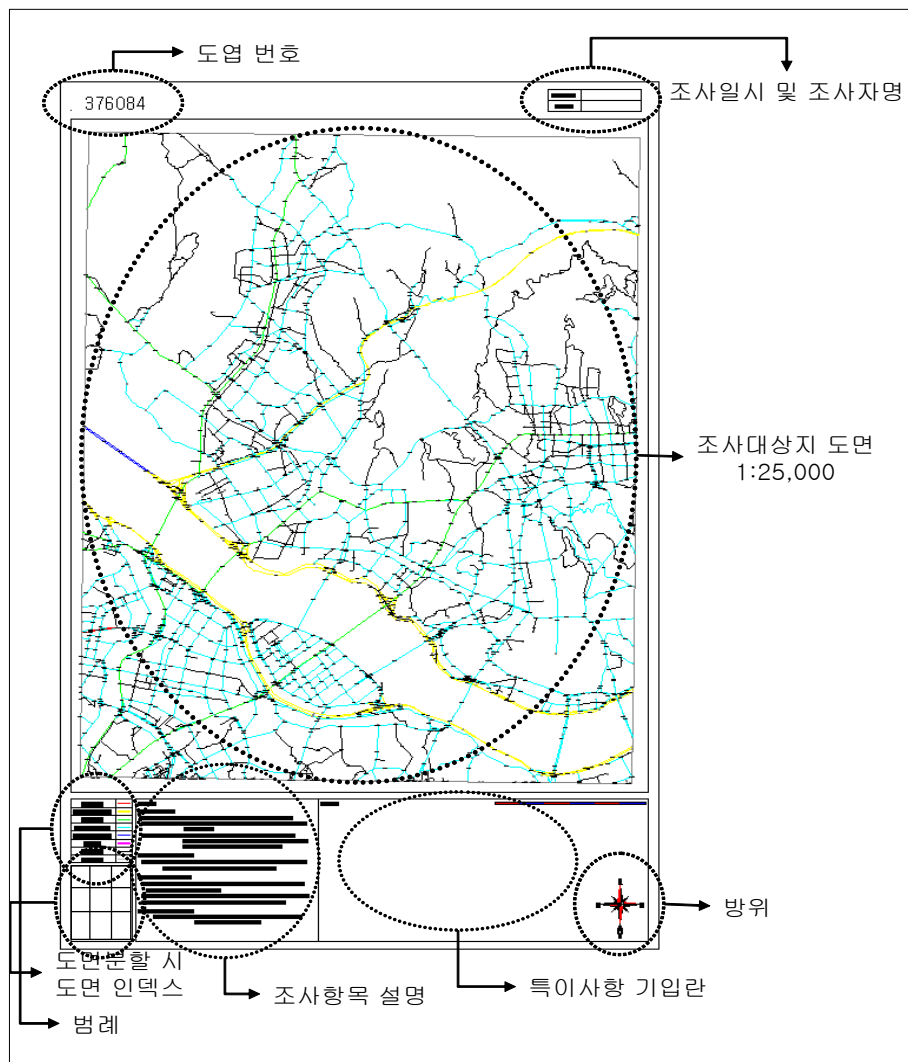 도엽 번호
조사일시 및 조사자명
376084
조사대상지 도면
1:25,000
방위
도면분할 시
도면 인덱스
조사항목 설명
특이사항 기입란
범례